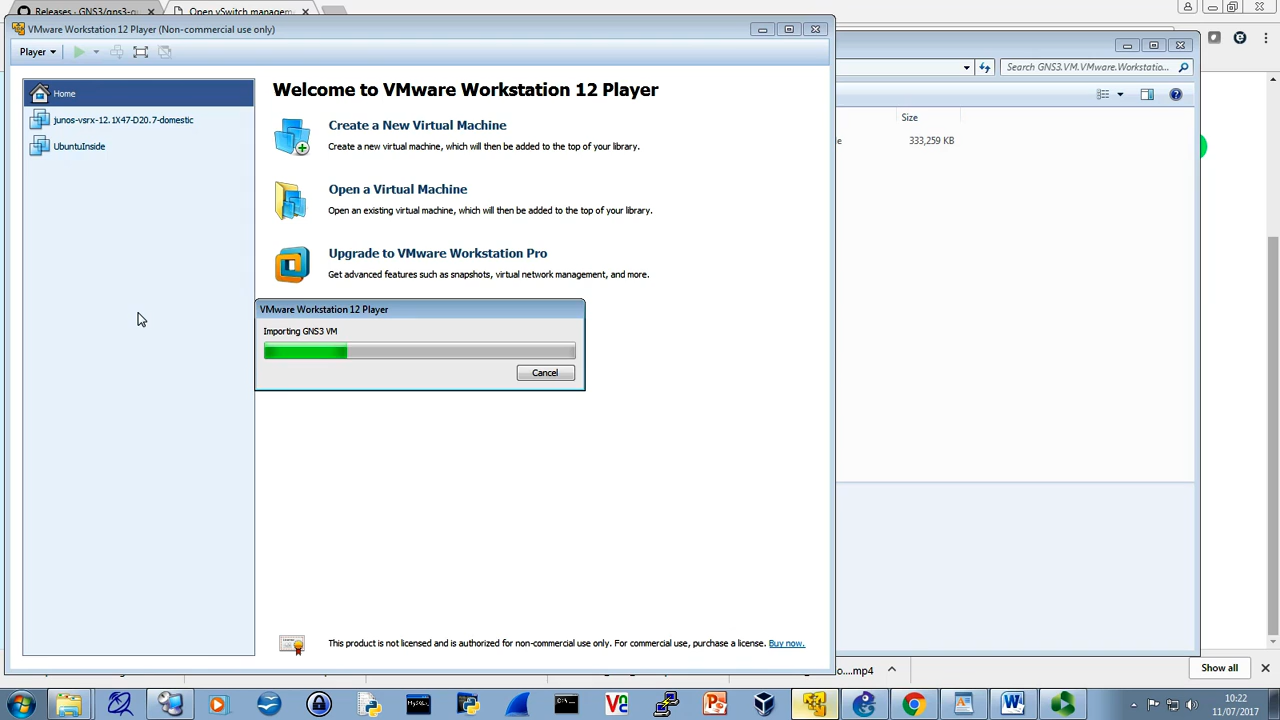 Releases · GNS3/gns3-g
Open vSwitch managem
VMware Workstation 12 Player (Non-commercial use only)
Player
Search GNS3.VM.VMware.Workstatio...
Home
junos-vsrx-12.1X47-D20.7-domestic
UbuntuInside
Welcome to VMware Workstation 12 Player
Create a New Virtual Machine
Create a new virtual machine, which will then be added to the top of your library.
Open a Virtual Machine
Open an existing virtual machine, which will then be added to the top of your library.
Upgrade to VMware Workstation Pro
Get advanced features such as snapshots, virtual network management, and more.
Size
333,259 KB
VMware Workstation 12 Player
Importing GNS3 VM
Cancel
This product is not licensed and is authorized for non-commercial use only. For commercial use, purchase a license. Buy now.
o....mp4
Show all
MySQL
10:22
11/07/2017